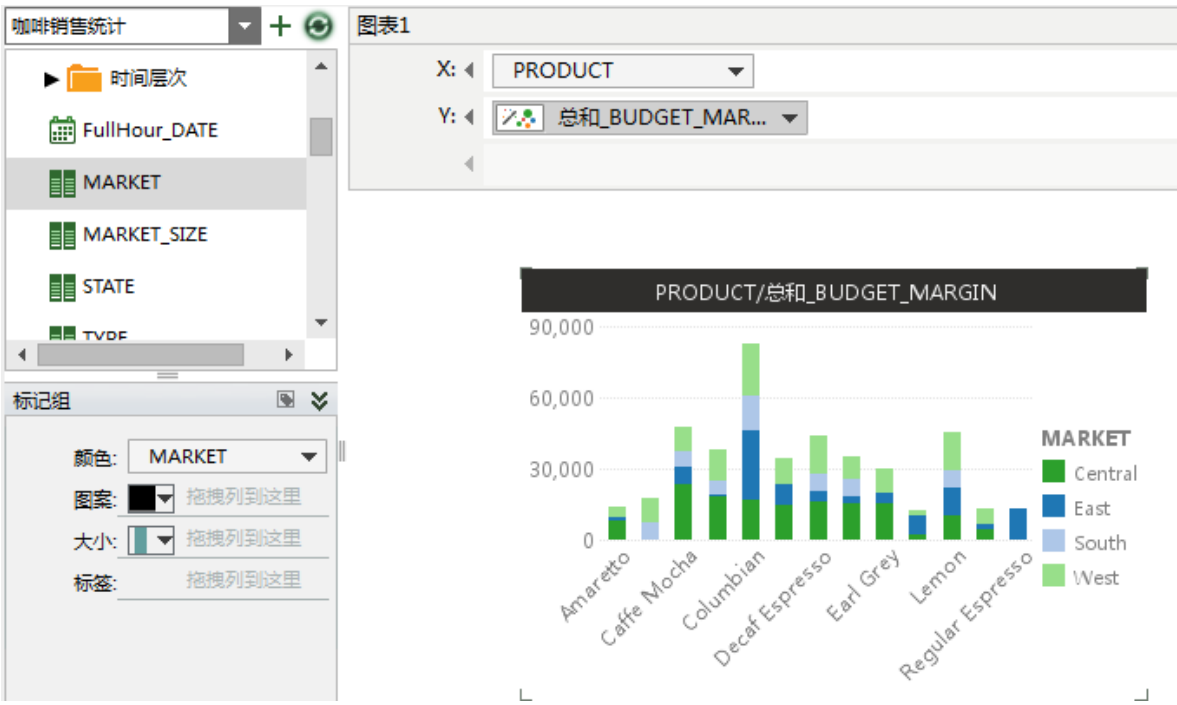 咖啡销售统计
时间层次
FullHour_DATE
MARKET
MARKET_SIZE
STATE
标记组
颜色: MARKET
图案: 拖拽列到这里
大小: 拖拽列到这里
标签: 拖拽列到这里
图表1
X: PRODUCT
Y: 总和_BUDGET_MAR...
PRODUCT/总和_BUDGET_MARGIN
90,000
60,000
30,000
0
Amaretto
Caffe Mocha
Columbian
Decaf Espresso
Earl Grey
Lemon
Regular Espresso
MARKET
Central
East
South
West